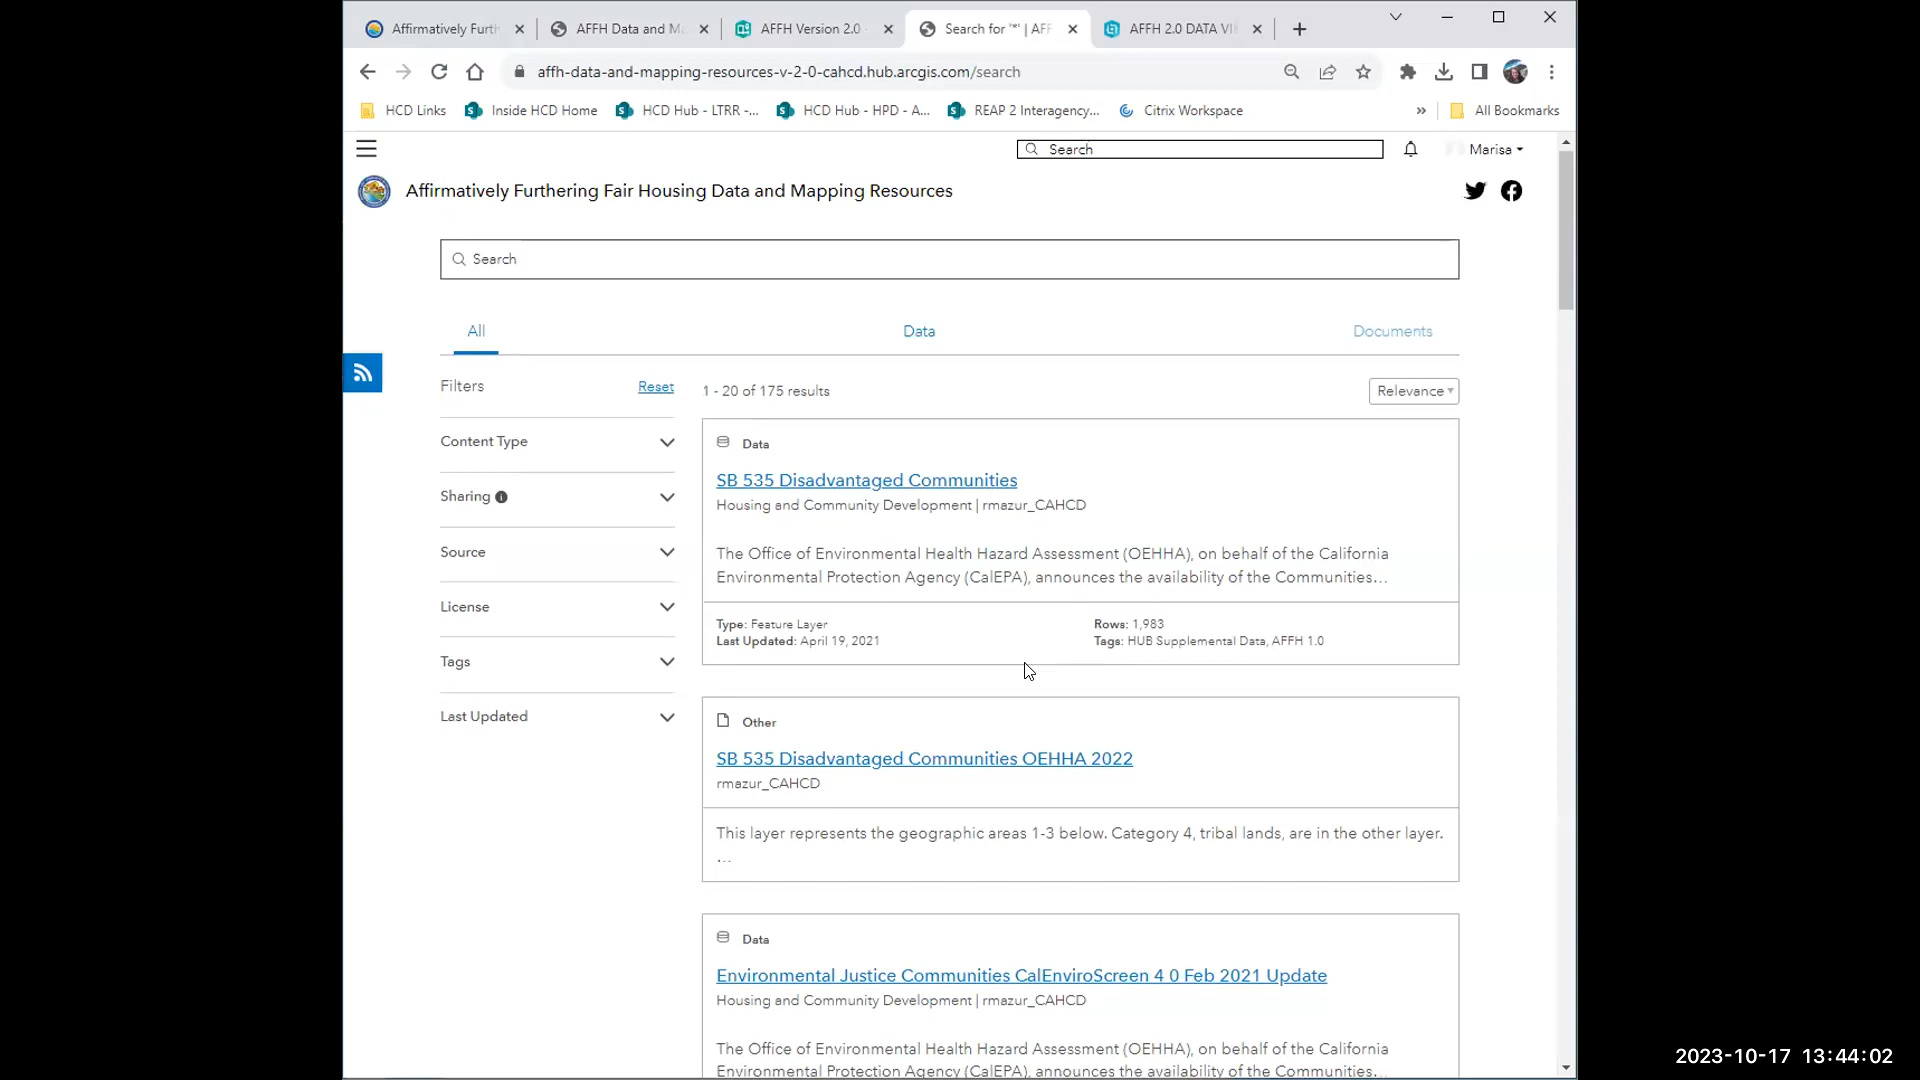 Affirmatively Furth
AFFH Data and M
AFFH Version 2.0
Search for '*' | AFF
AFFH 2.0 DATA VI
affh-data-and-mapping-resources-v-2-0-cahcd.hub.arcgis.com/search
HCD Links
Inside HCD Home
HCD Hub - LTRR -...
HCD Hub - HPD - A...
REAP 2 Interagency...
Citrix Workspace
»
All Bookmarks
Search
Marisa
Affirmatively Furthering Fair Housing Data and Mapping Resources
Search
All
Data
Documents
Filters
Reset
1 - 20 of 175 results
Relevance
Content Type
Sharing
Source
License
Tags
Last Updated
Data
SB 535 Disadvantaged Communities
Housing and Community Development | rmazur_CAHCD
The Office of Environmental Health Hazard Assessment (OEHHA), on behalf of the California
Environmental Protection Agency (CalEPA), announces the availability of the Communities...
Type: Feature Layer
Rows: 1,983
Last Updated: April 19, 2021
Tags: HUB Supplemental Data, AFFH 1.0
Other
SB 535 Disadvantaged Communities OEHHA 2022
rmazur_CAHCD
This layer represents the geographic areas 1-3 below. Category 4, tribal lands, are in the other layer.
...
Data
Environmental Justice Communities CalEnviroScreen 4 0 Feb 2021 Update
Housing and Community Development | rmazur_CAHCD
The Office of Environmental Health Hazard Assessment (OEHHA), on behalf of the California
Environmental Protection Agency (CalEPA), announces the availability of the Communities...
2023-10-17 13:44:02